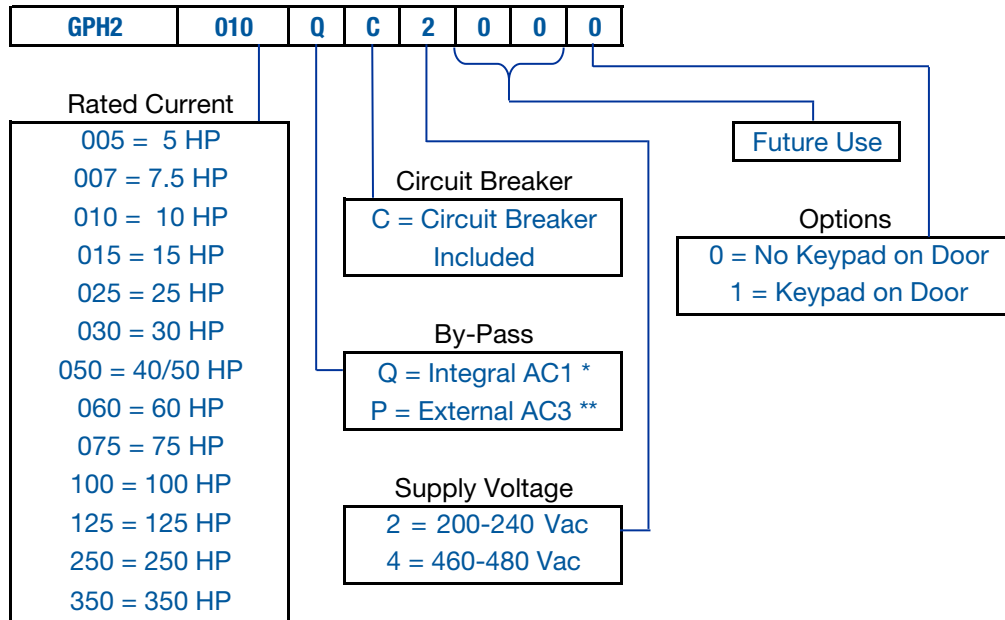 GPH2 010 Q C 2 0 0 0
Rated Current
005 = 5 HP
007 = 7.5 HP
010 = 10 HP
015 = 15 HP
025 = 25 HP
030 = 30 HP
050 = 40/50 HP
060 = 60 HP
075 = 75 HP
100 = 100 HP
125 = 125 HP
250 = 250 HP
350 = 350 HP
Circuit Breaker
C = Circuit Breaker
Included
By-Pass
Q = Integral AC1 *
P = External AC3 **
Supply Voltage
2 = 200-240 Vac
4 = 460-480 Vac
Future Use
Options
0 = No Keypad on Door
1 = Keypad on Door